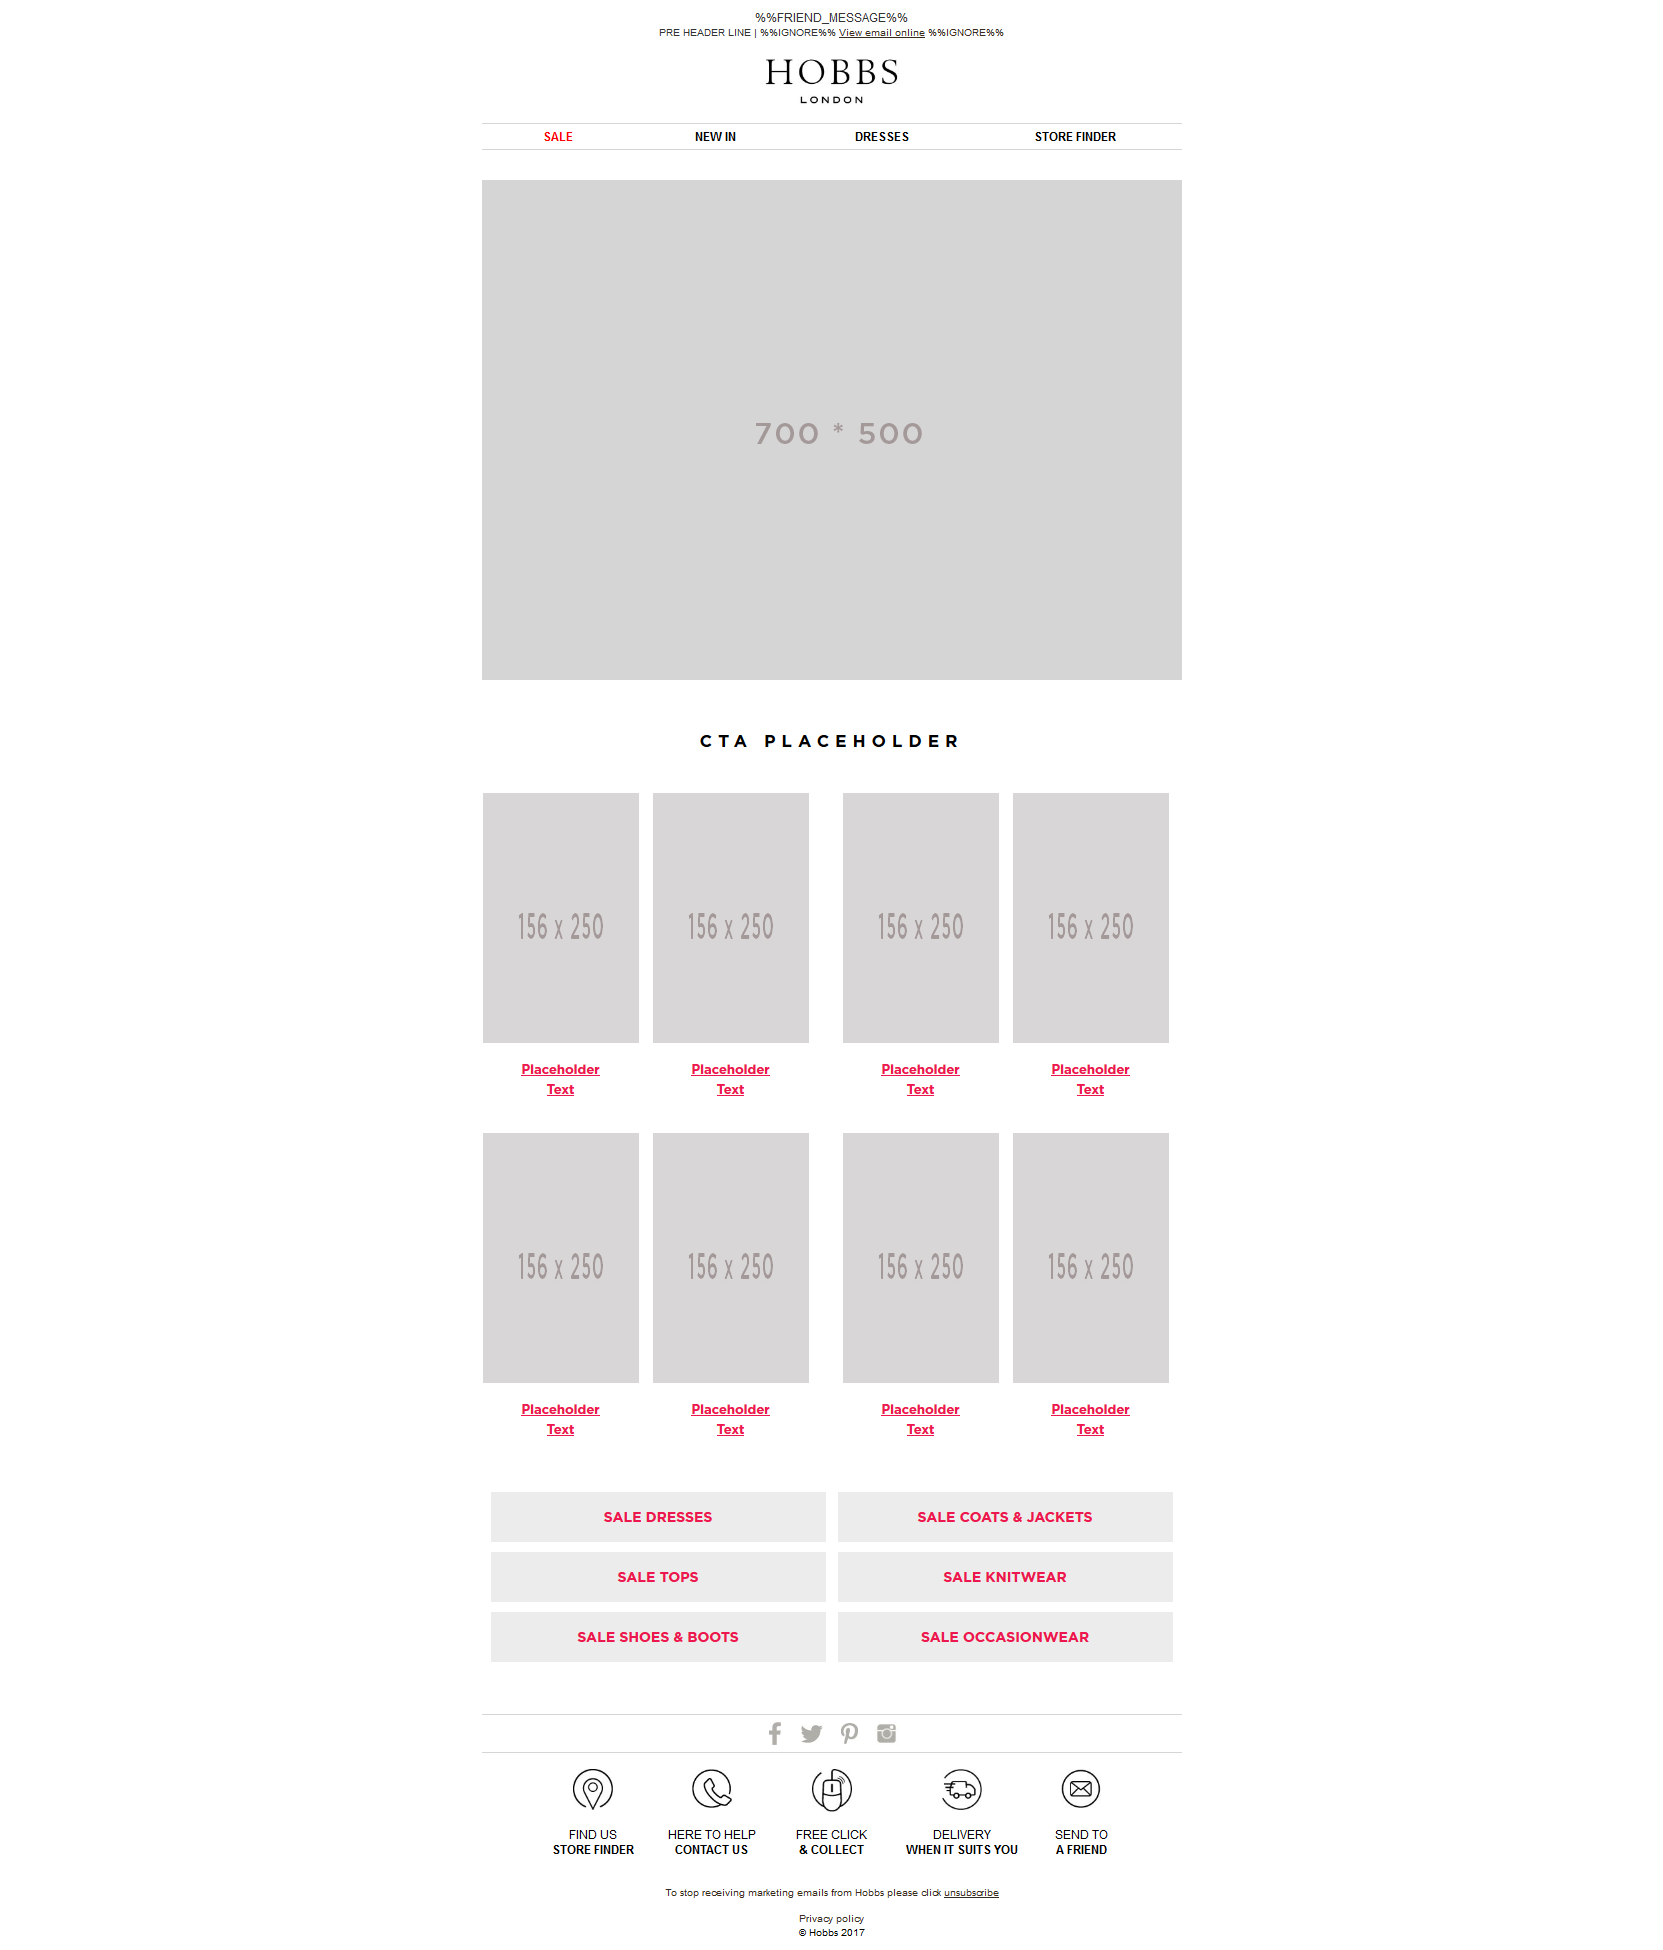 %%FRIEND_MESSAGE%%
PRE HEADER LINE | %%IGNORE%% View email online %%IGNORE%%
HOBBS
LONDON
SALE NEW IN DRESSES STORE FINDER
700 * 500
CTA PLACEHOLDER
156 x 250 156 x 250 156 x 250 156 x 250
Placeholder Placeholder Placeholder Placeholder
Text Text Text Text
156 x 250 156 x 250 156 x 250 156 x 250
Placeholder Placeholder Placeholder Placeholder
Text Text Text Text
SALE DRESSES SALE COATS & JACKETS
SALE TOPS SALE KNITWEAR
SALE SHOES & BOOTS SALE OCCASIONWEAR
FIND US HERE TO HELP FREE CLICK DELIVERY SEND TO
STORE FINDER CONTACT US & COLLECT WHEN IT SUITS YOU A FRIEND
To stop receiving marketing emails from Hobbs please click unsubscribe
Privacy policy
© Hobbs 2017